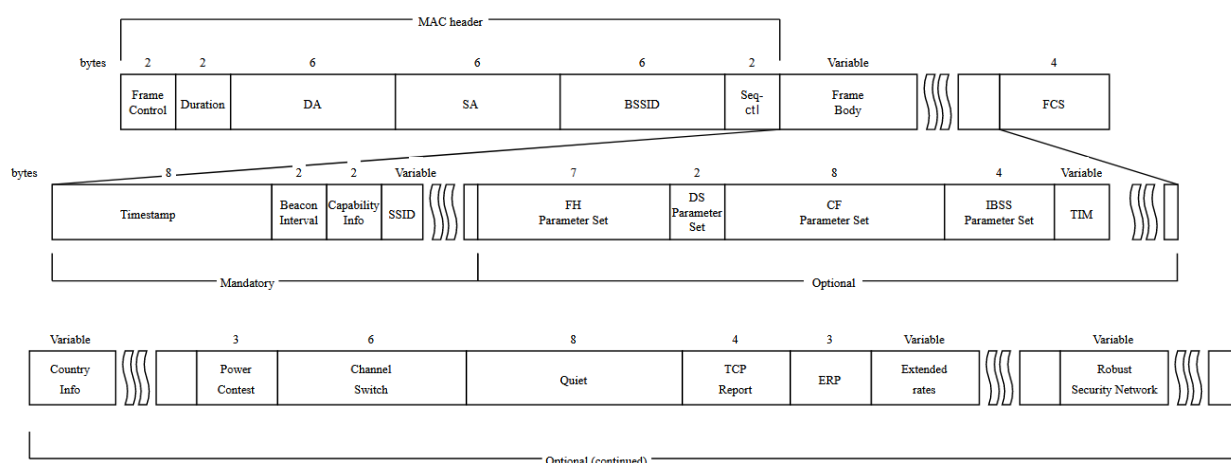 MAC header
bytes 2 2 6 6 6 2 Variable 4
Frame Control Duration DA SA BSSID Seq-ctl Frame Body FCS
bytes 8 2 2 Variable 7 2 8 4 Variable
Timestamp Beacon Interval Capability Info SSID FH Parameter Set DS Parameter Set CF Parameter Set IBSS Parameter Set TIM
Mandatory Optional
Variable 3 6 8 4 3 Variable Variable
Country Info Power Contest Channel Switch Quiet TCP Report ERP Extended rates Robust Security Network
Optional (continued)